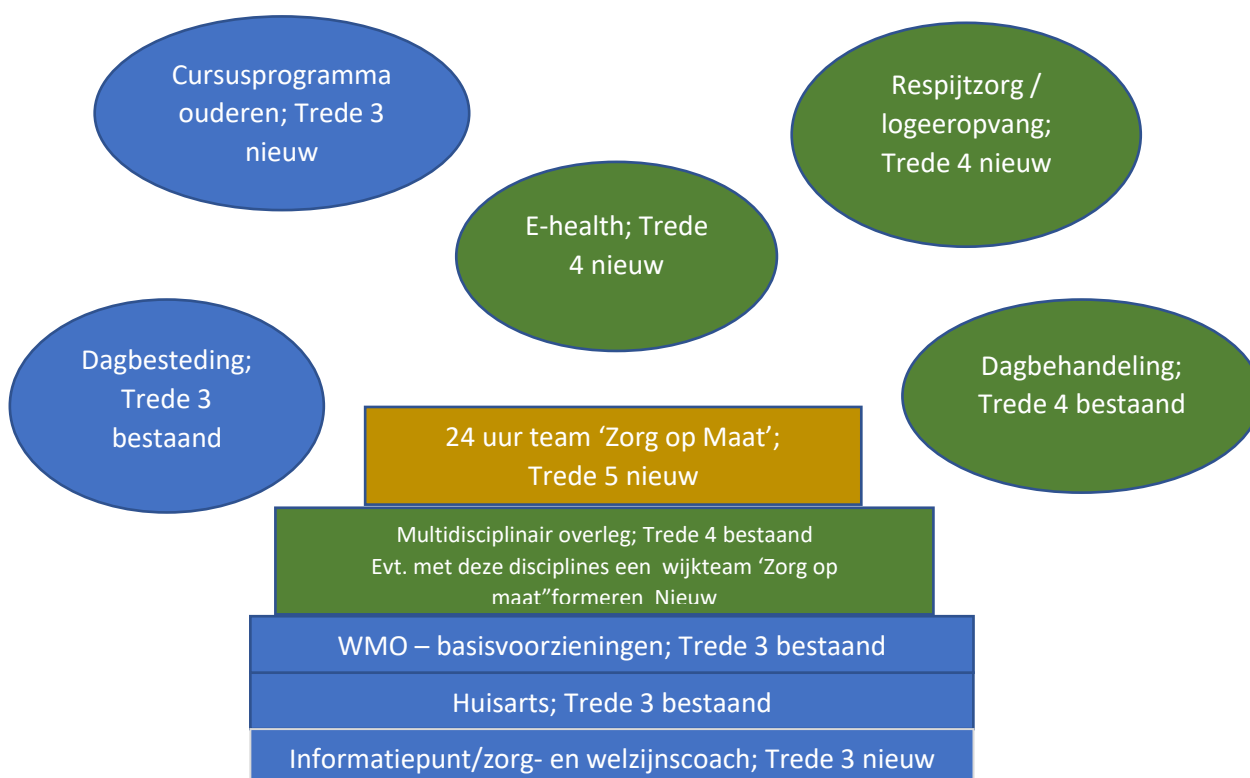 Cursusprogramma
ouderen; Trede 3
nieuw
Respijtzorg /
logeeropvang;
Trede 4 nieuw
E-health; Trede
4 nieuw
Dagbesteding;
Trede 3
bestaand
Dagbehandeling;
Trede 4 bestaand
24 uur team ‘Zorg op Maat’;
Trede 5 nieuw
Multidisciplinair overleg; Trede 4 bestaand
Evt. met deze disciplines een wijkteam ‘Zorg op
maat”formeren Nieuw
WMO – basisvoorzieningen; Trede 3 bestaand
Huisarts; Trede 3 bestaand
Informatiepunt/zorg- en welzijnscoach; Trede 3 nieuw